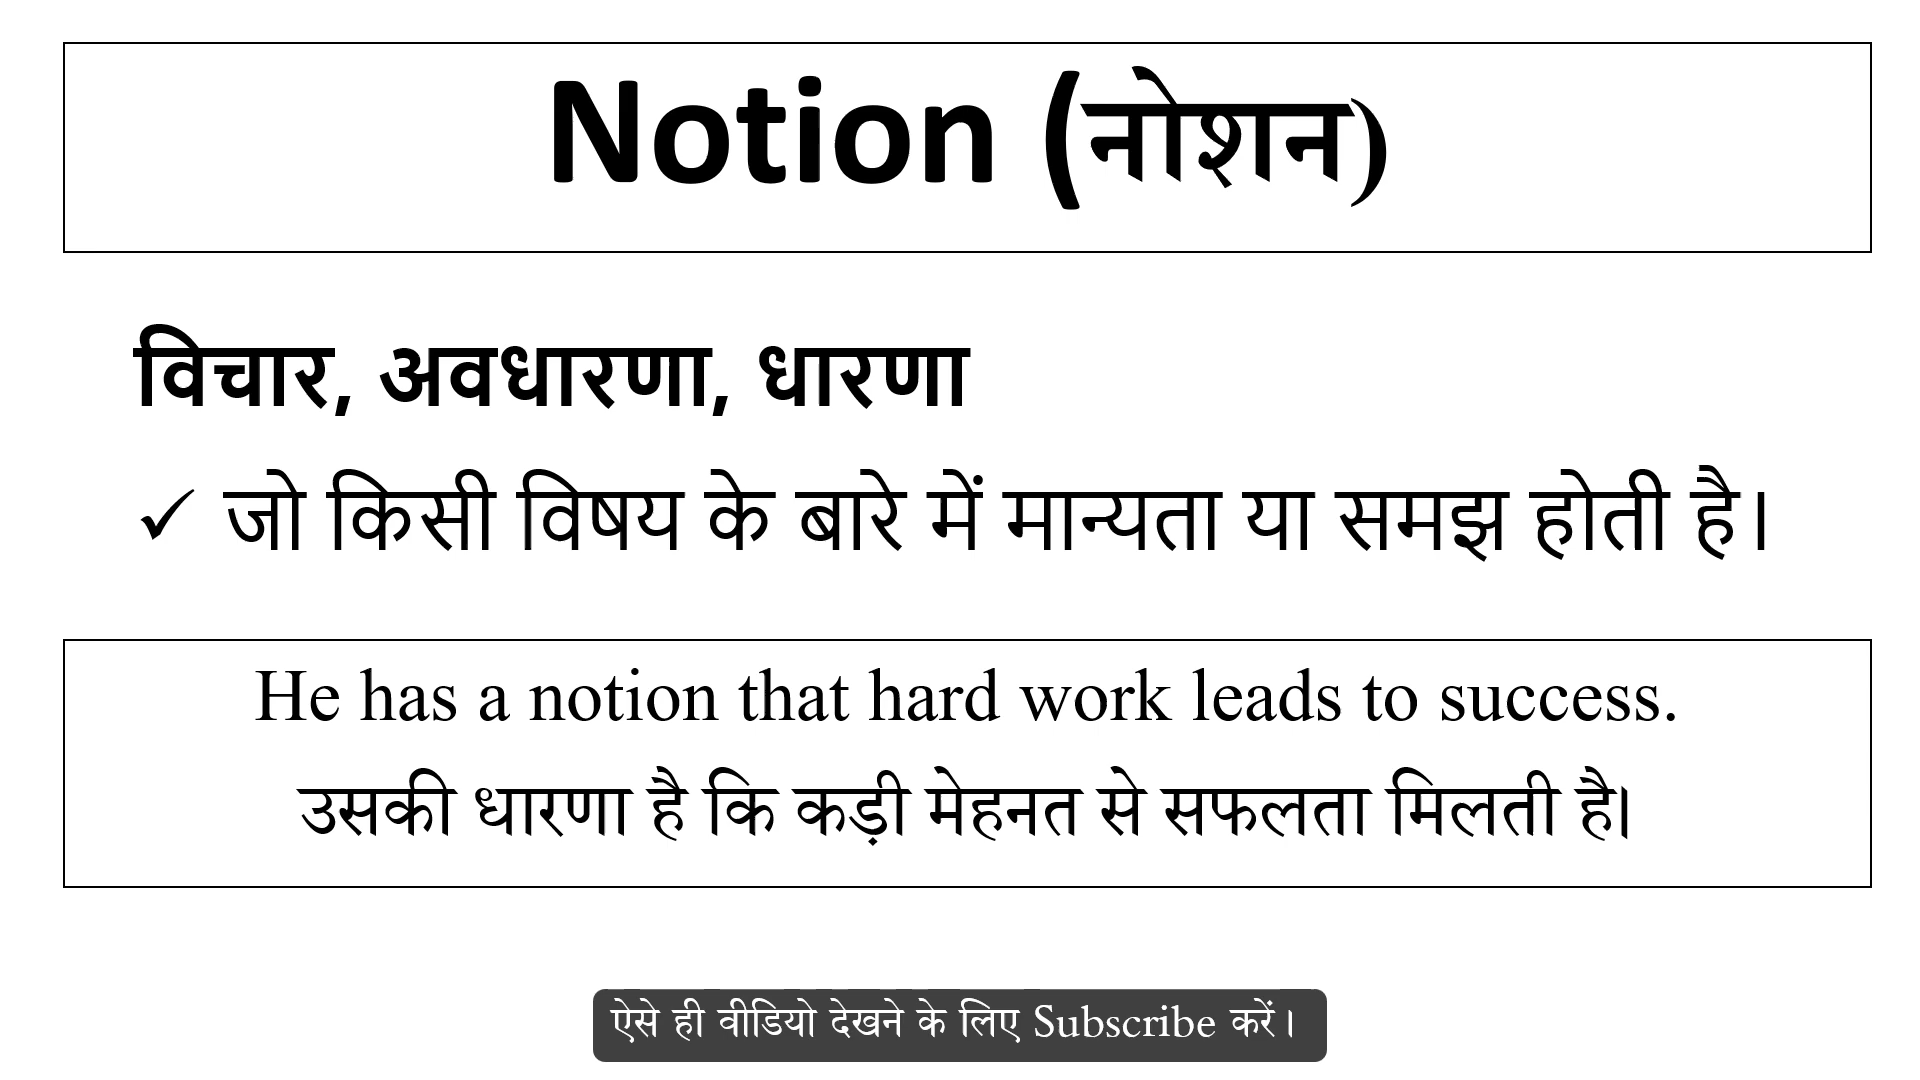 Notion (नोशन)
विचार, अवधारणा, धारणा
✓ जो किसी विषय के बारे में मान्यता या समझ होती है।
He has a notion that hard work leads to success.
उसकी धारणा है कि कड़ी मेहनत से सफलता मिलती है।
ऐसे ही वीडियो देखने के लिए Subscribe करें।